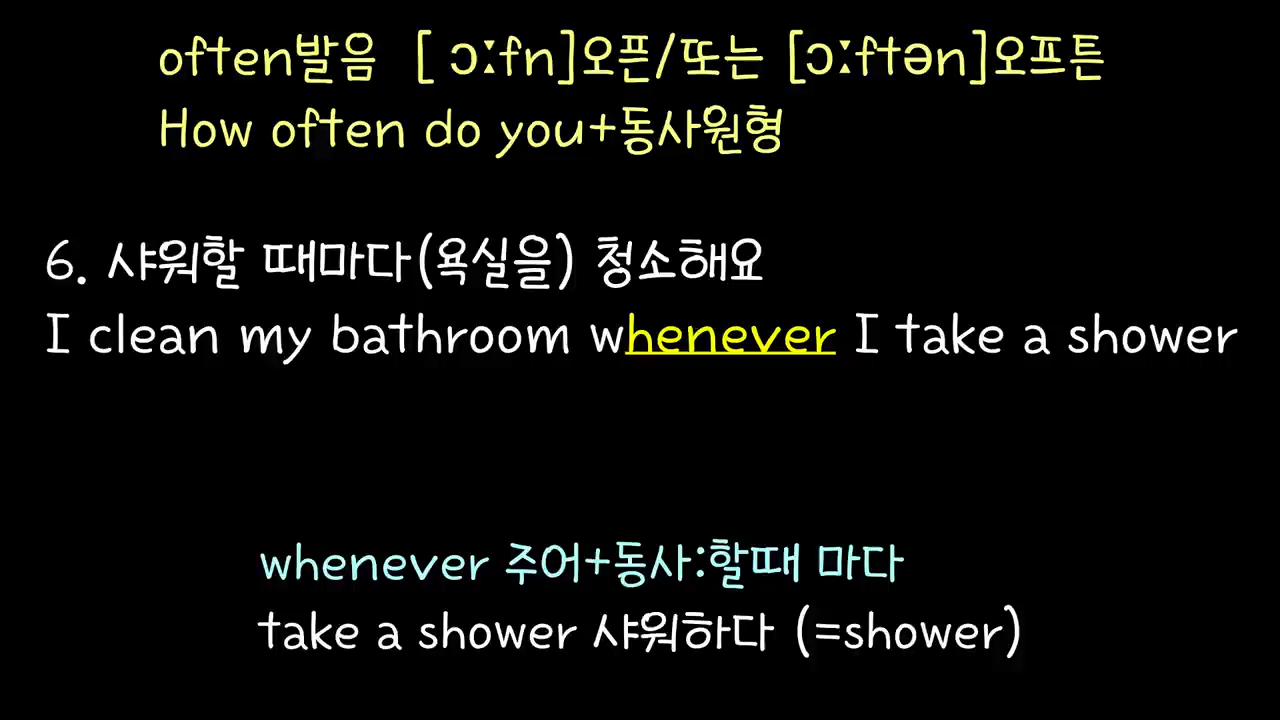 often발음 [ ɔːfn]오픈/또는 [ɔːftən]오프튼
How often do you+동사원형
6. 샤워할 때마다(욕실을) 청소해요
I clean my bathroom whenever I take a shower
whenever 주어+동사:할때 마다
take a shower 샤워하다 (=shower)